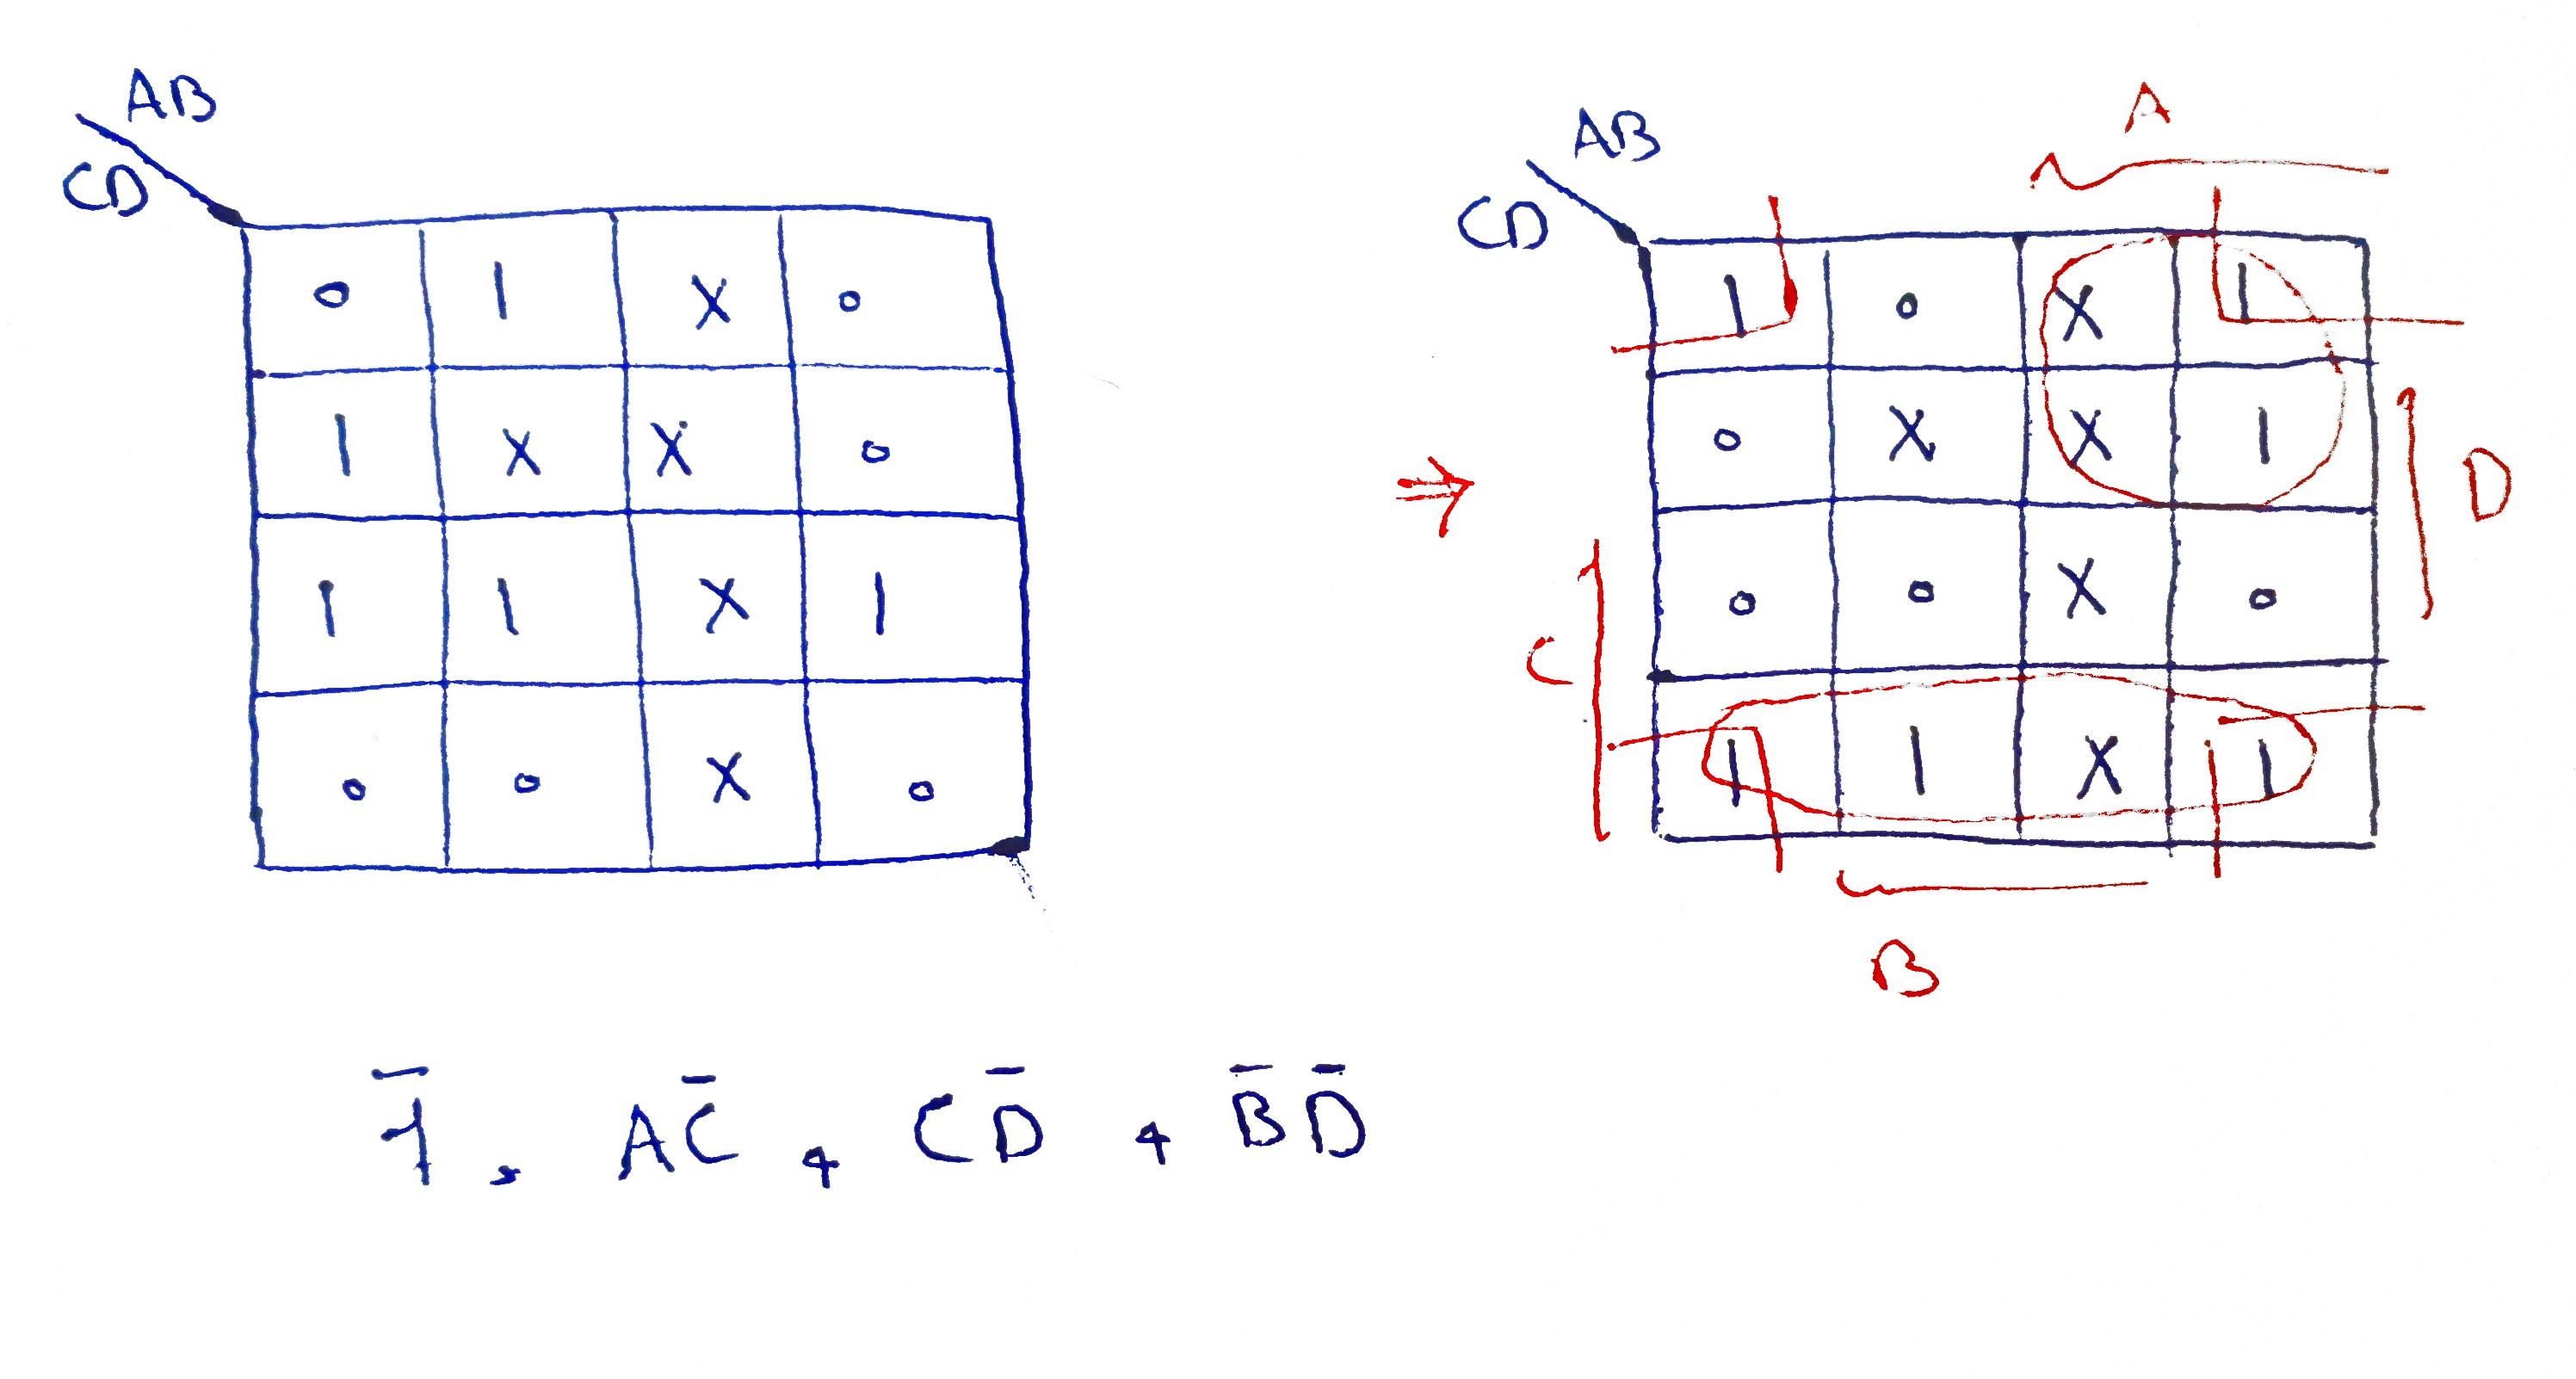 AB
CD
0 1 X 0
1 X X 0
1 1 X 1
0 0 X 0
⇒
A
AB
CD
1 0 X 1
0 X X 1
0 0 X 0
1 1 X 1
D
C
B
f̄ = AC̄ + CD̄ + B̄D̄